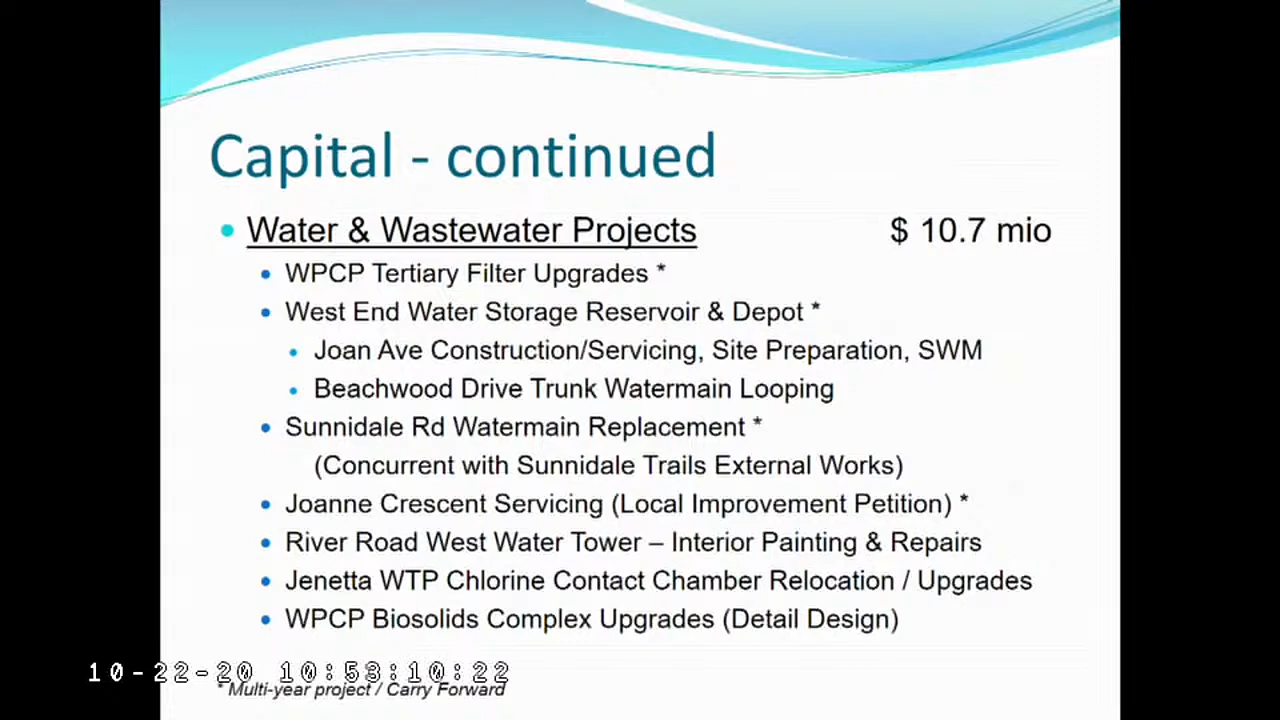 Capital - continued
Water & Wastewater Projects $ 10.7 mio
WPCP Tertiary Filter Upgrades *
West End Water Storage Reservoir & Depot *
Joan Ave Construction/Servicing, Site Preparation, SWM
Beachwood Drive Trunk Watermain Looping
Sunnidale Rd Watermain Replacement *
(Concurrent with Sunnidale Trails External Works)
Joanne Crescent Servicing (Local Improvement Petition) *
River Road West Water Tower – Interior Painting & Repairs
Jenetta WTP Chlorine Contact Chamber Relocation / Upgrades
WPCP Biosolids Complex Upgrades (Detail Design)
10-22-20 10:53:10:22
* Multi-year project / Carry Forward